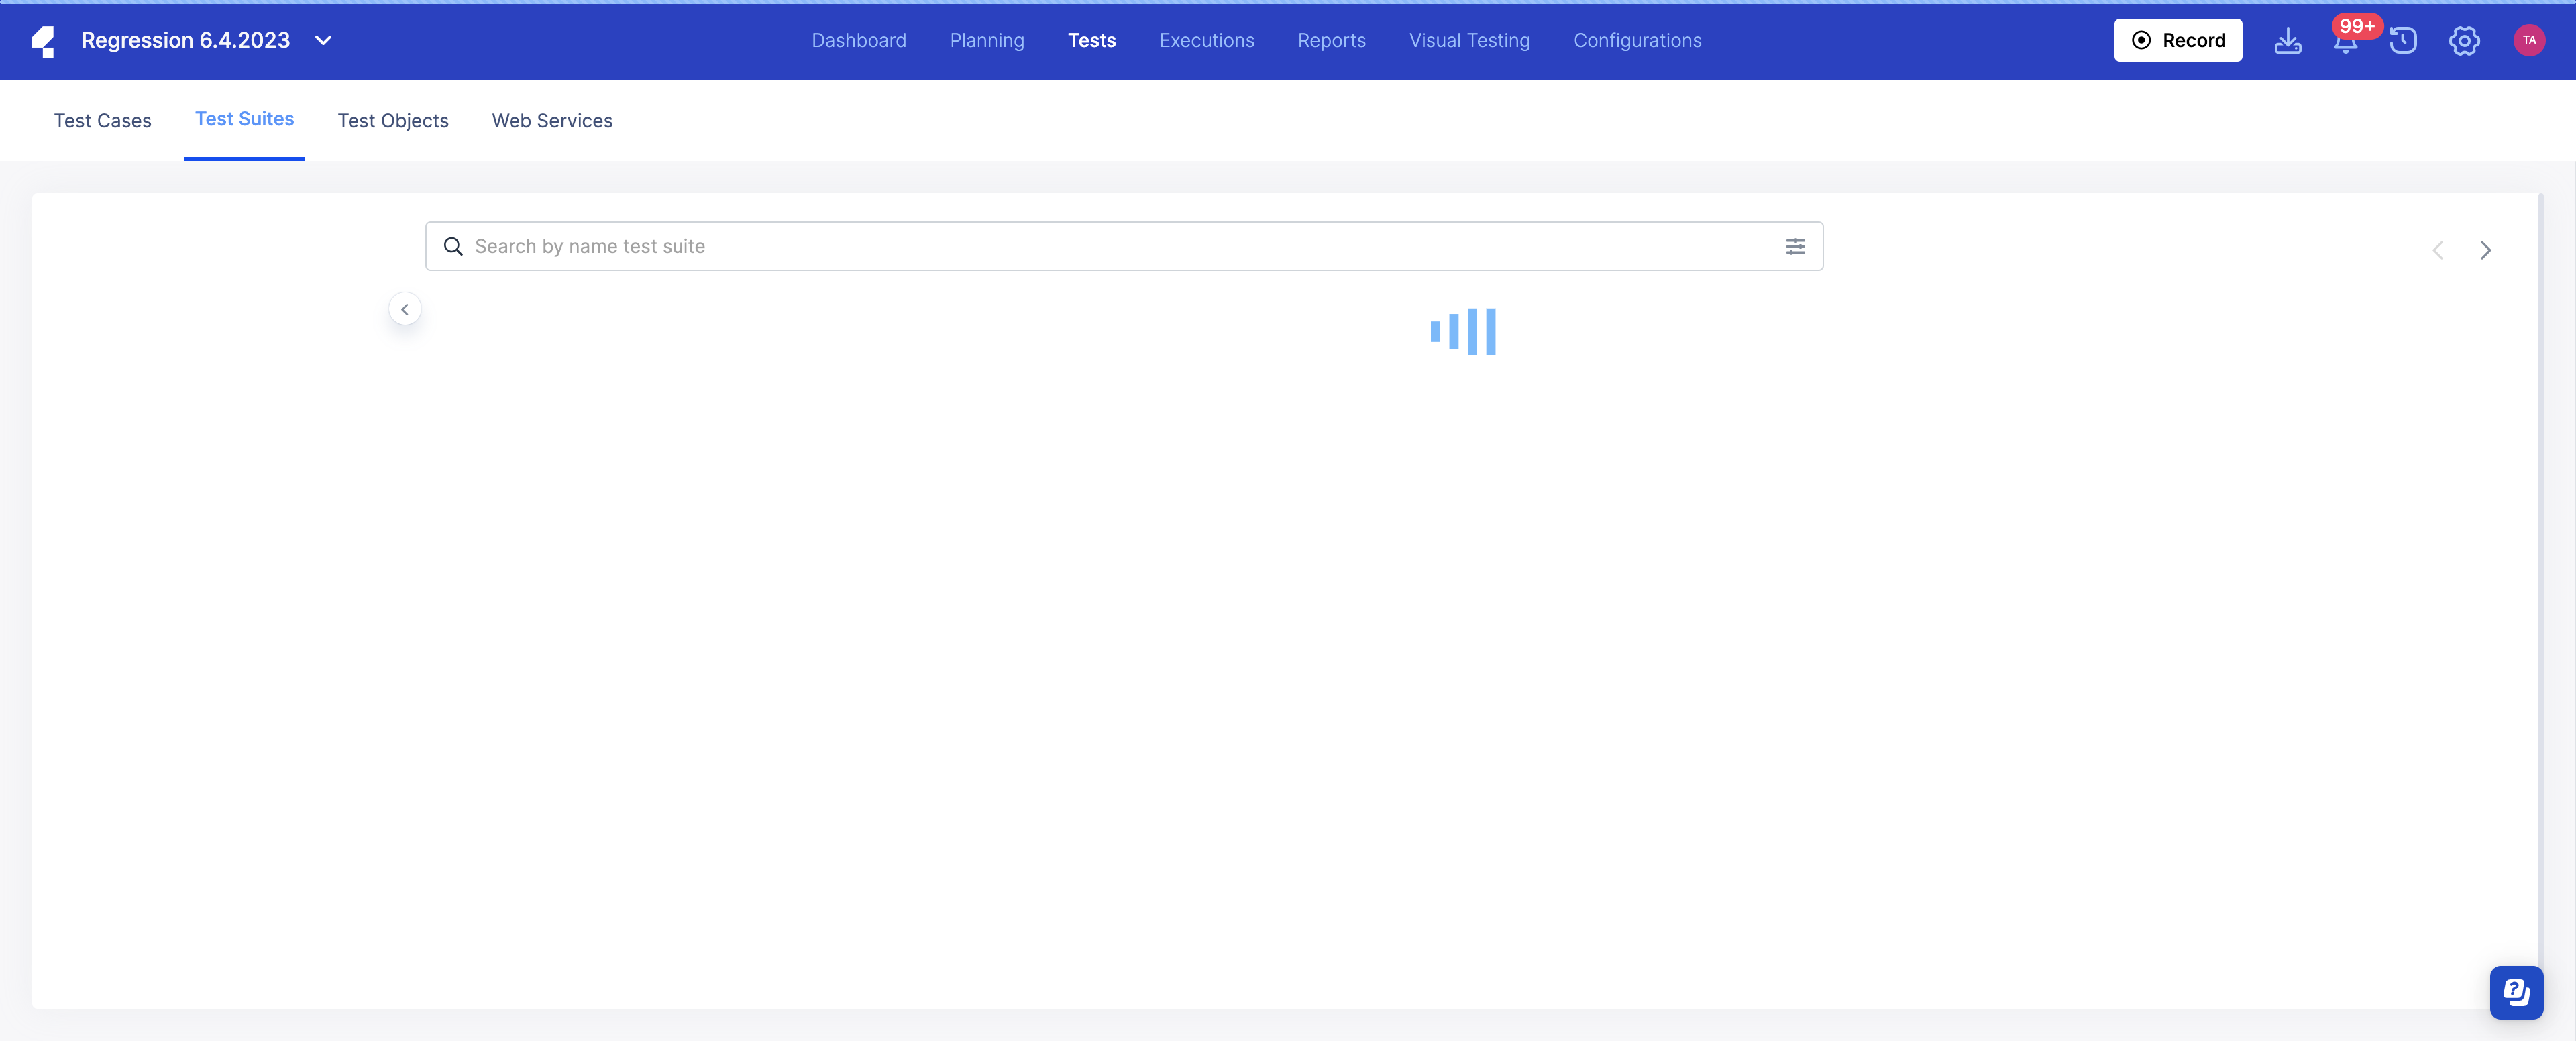 Regression 6.4.2023
Dashboard Planning Tests Executions Reports Visual Testing Configurations
Record
99+
TA
Test Cases Test Suites Test Objects Web Services
Search by name test suite
?